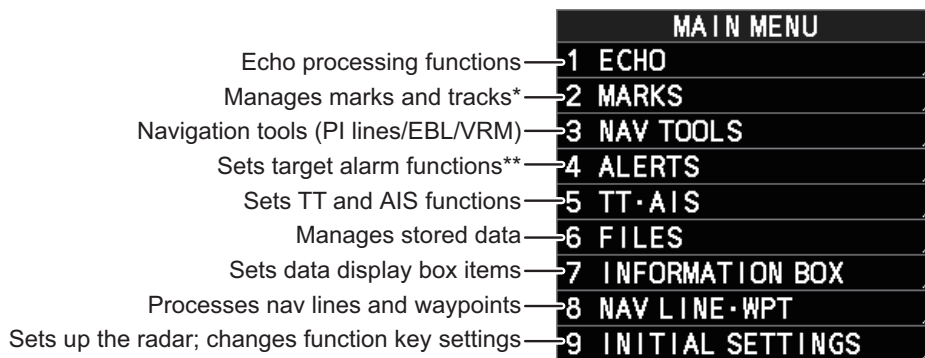 MAIN MENU
Echo processing functions 1 ECHO
Manages marks and tracks* 2 MARKS
Navigation tools (PI lines/EBL/VRM) 3 NAV TOOLS
Sets target alarm functions** 4 ALERTS
Sets TT and AIS functions 5 TT·AIS
Manages stored data 6 FILES
Sets data display box items 7 INFORMATION BOX
Processes nav lines and waypoints 8 NAV LINE·WPT
Sets up the radar; changes function key settings 9 INITIAL SETTINGS